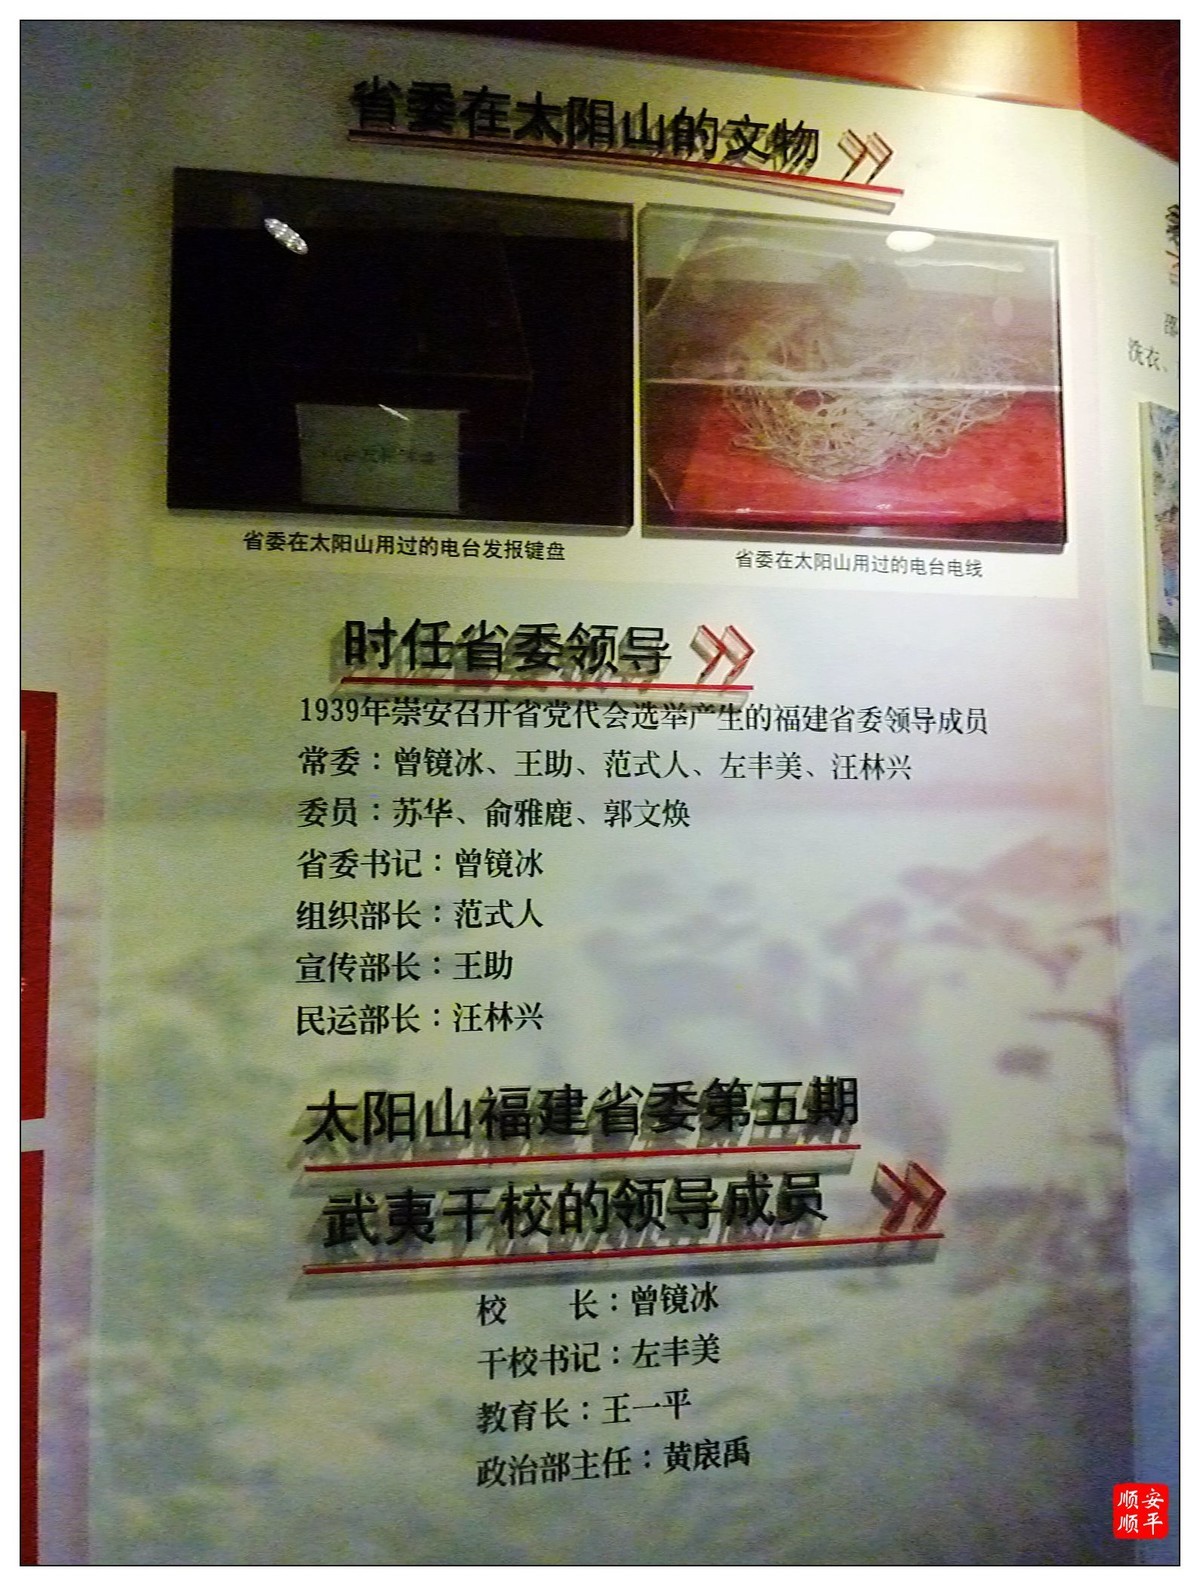 省委在太阳山的文物
省委在太阳山用过的电台发报键盘
省委在太阳山用过的电台电线
时任省委领导
1939年崇安召开省党代会选举产生的福建省委领导成员
常委：曾镜冰、王助、范式人、左丰美、汪林兴
委员：苏华、俞雅鹿、郭文焕
省委书记：曾镜冰
组织部长：范式人
宣传部长：王助
民运部长：汪林兴
太阳山福建省委第五期
武夷干校的领导成员
校 长：曾镜冰
干校书记：左丰美
教育长：王一平
政治部主任：黄扆禹
洗衣、
顺安
顺平